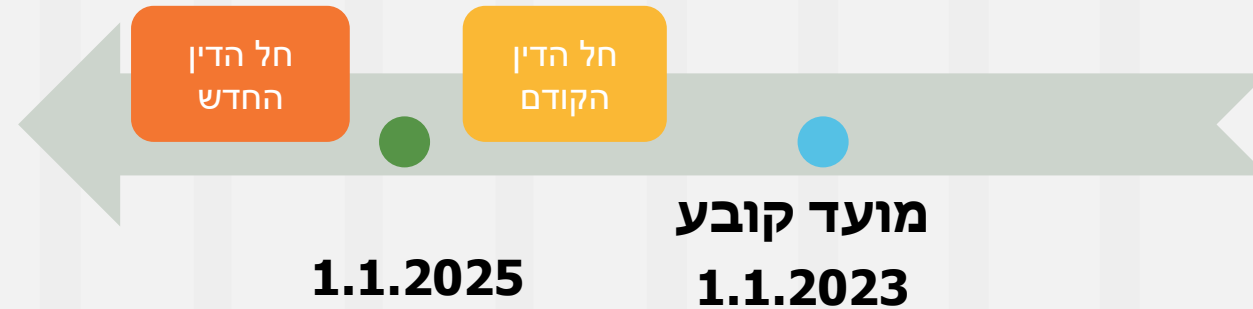 חל הדין
הקודם
חל הדין
החדש
מועד קובע
1.1.2023
1.1.2025